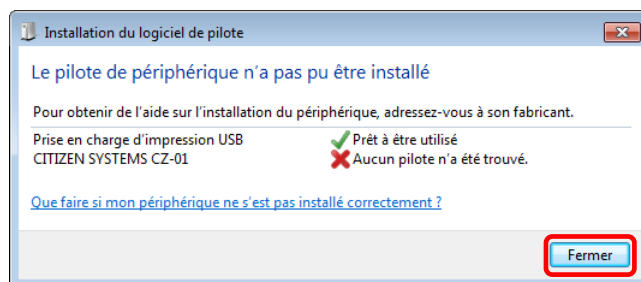 Installation du logiciel de pilote
Le pilote de périphérique n'a pas pu être installé
Pour obtenir de l'aide sur l'installation du périphérique, adressez-vous à son fabricant.
Prise en charge d'impression USB Prêt à être utilisé
CITIZEN SYSTEMS CZ-01 Aucun pilote n'a été trouvé.
Que faire si mon périphérique ne s'est pas installé correctement ?
Fermer